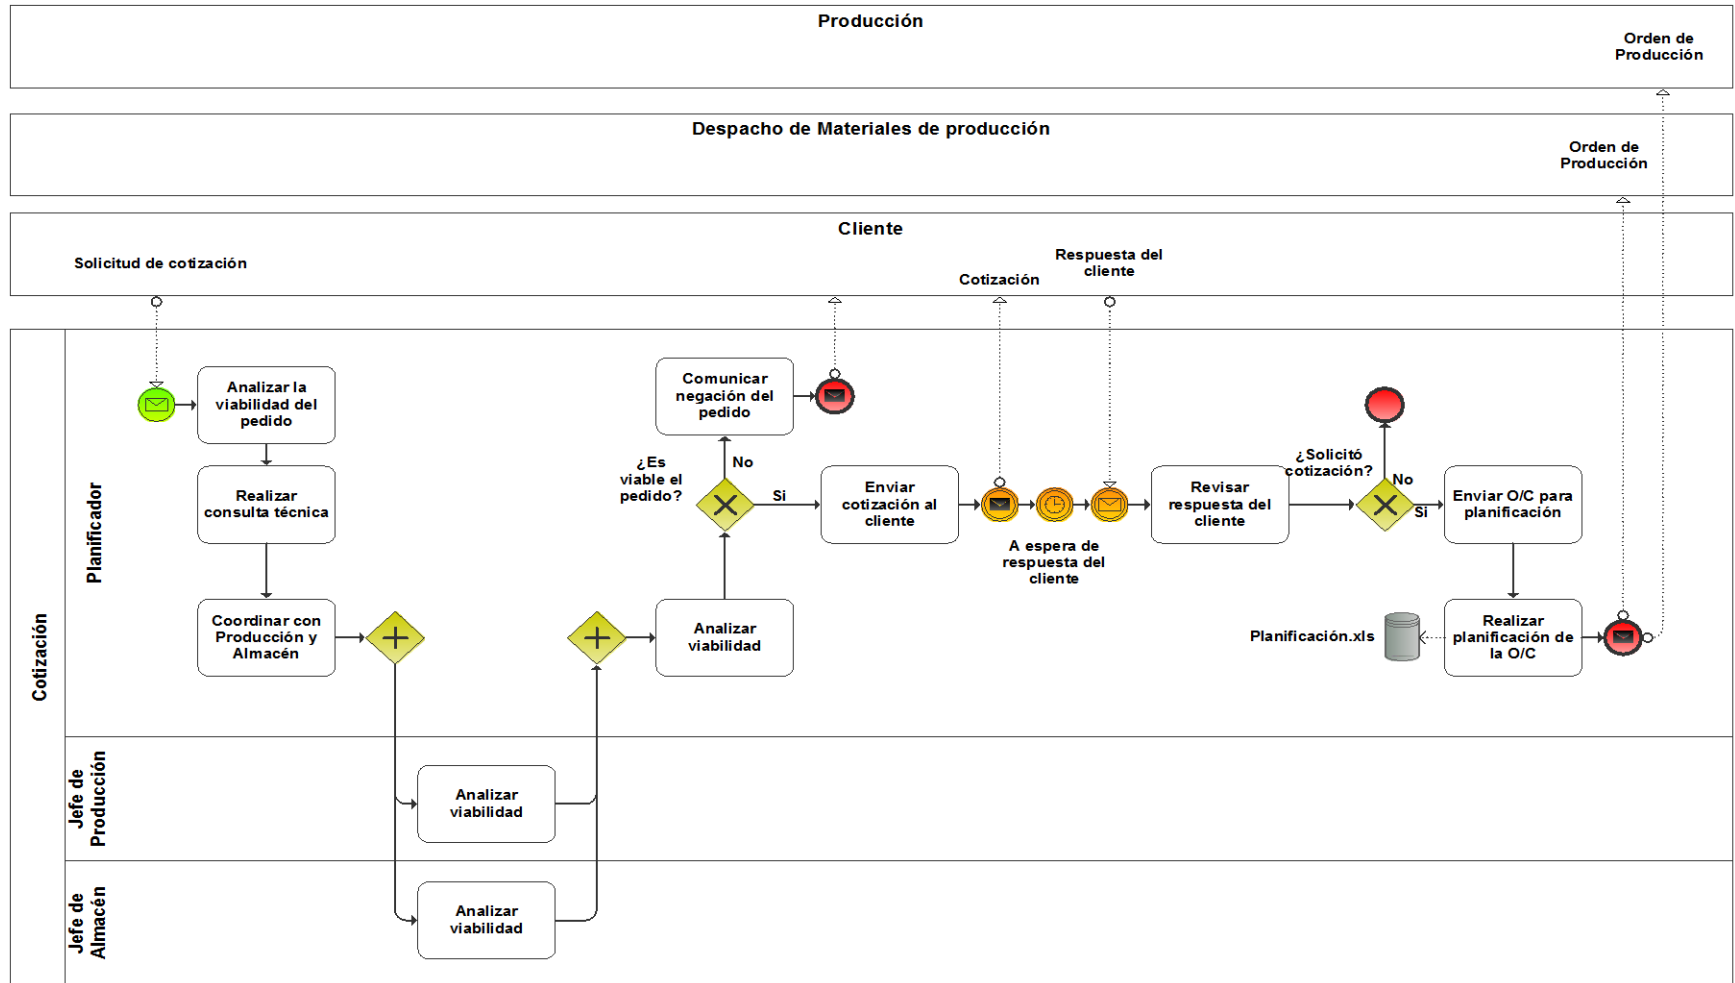 Producción
Orden de
Producción
Despacho de Materiales de producción
Orden de
Producción
Cliente
Solicitud de cotización
Cotización
Respuesta del
cliente
Cotización
Planificador
Analizar la
viabilidad del
pedido
Realizar
consulta técnica
Coordinar con
Producción y
Almacén
Analizar
viabilidad
¿Es
viable el
pedido?
No
Si
Comunicar
negación del
pedido
Enviar
cotización al
cliente
A espera de
respuesta del
cliente
Revisar
respuesta del
cliente
¿Solicitó
cotización?
No
Si
Enviar O/C para
planificación
Planificación.xls
Realizar
planificación de
la O/C
Jefe de
Producción
Analizar
viabilidad
Jefe de
Almacén
Analizar
viabilidad